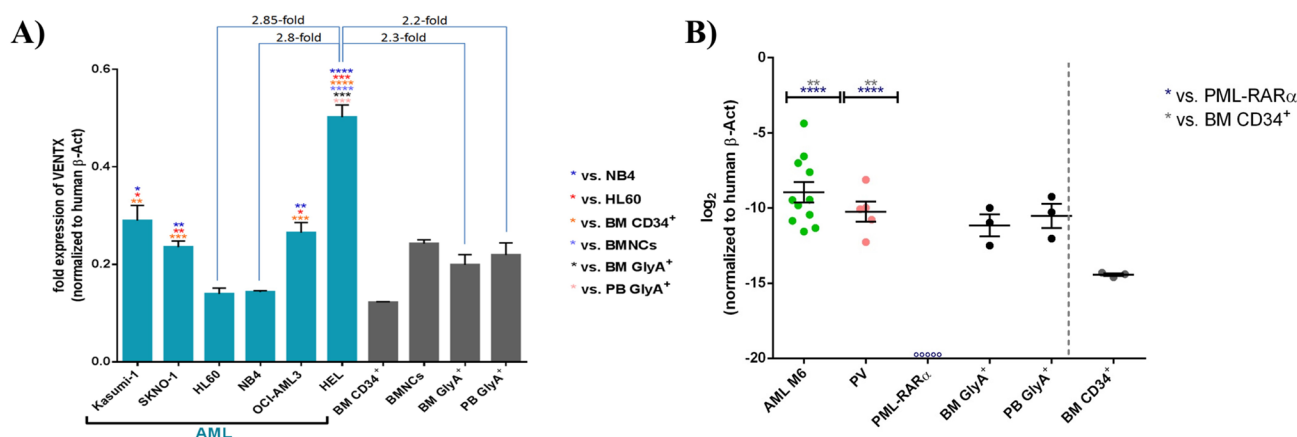 A)
2.85-fold
2.2-fold
2.8-fold
2.3-fold
fold expression of VENTX
(normalized to human β-Act)
0.6
0.4
0.2
0.0
*
*
**
**
**
***
**
*
***
****
***
****
****
***
***
Kasumi-1
SKNO-1
HL60
NB4
OCI-AML3
HEL
BM CD34⁺
BMNCs
BM GlyA⁺
PB GlyA⁺
AML
* vs. NB4
* vs. HL60
* vs. BM CD34⁺
* vs. BMNCs
* vs. BM GlyA⁺
* vs. PB GlyA⁺
B)
log₂
(normalized to human β-Act)
-0
-5
-10
-15
-20
**
****
**
****
AML M6
PV
PML-RARα
BM GlyA⁺
PB GlyA⁺
BM CD34⁺
* vs. PML-RARα
* vs. BM CD34⁺